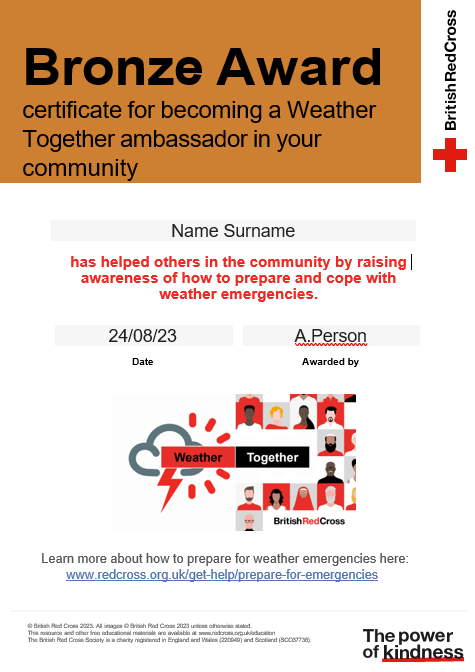 Bronze Award
certificate for becoming a Weather
Together ambassador in your
community
BritishRedCross
Name Surname
has helped others in the community by raising
awareness of how to prepare and cope with
weather emergencies.
24/08/23
A.Person
Date
Awarded by
Weather
Together
BritishRedCross
Learn more about how to prepare for weather emergencies here:
www.redcross.org.uk/get-help/prepare-for-emergencies
© British Red Cross 2023. All images © British Red Cross 2023 unless otherwise stated.
This resource and other free educational materials are available at www.redcross.org.uk/education
The British Red Cross Society is a charity registered in England and Wales (220949) and Scotland (SC037738).
The power
of kindness